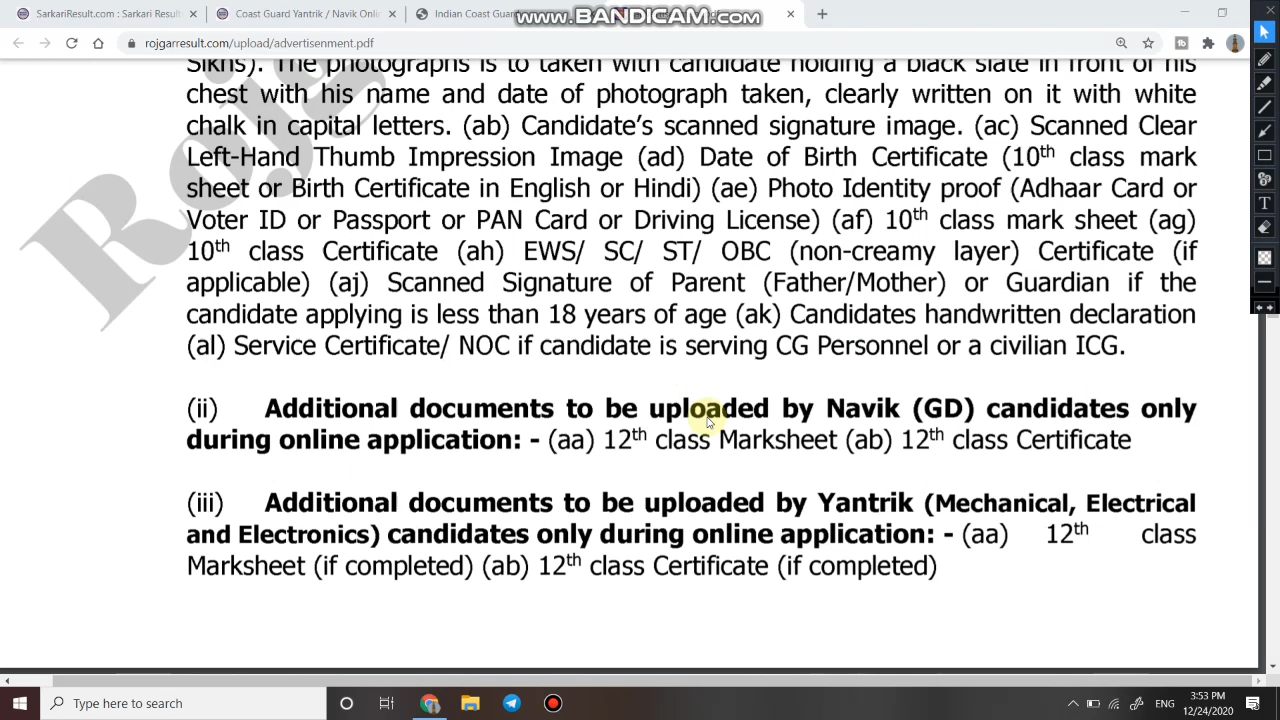 SarkariResult.com : Sarkari Result
Coast Guard Yantrik / Navik Onli
Indian Coast Guar
www.BANDICAM.com
rojgarresult.com/upload/advertisenment.pdf
Sikhs). The photographs is to taken with candidate holding a black slate in front of his
chest with his name and date of photograph taken, clearly written on it with white
chalk in capital letters. (ab) Candidate's scanned signature image. (ac) Scanned Clear
Left-Hand Thumb Impression Image (ad) Date of Birth Certificate (10th class mark
sheet or Birth Certificate in English or Hindi) (ae) Photo Identity proof (Adhaar Card or
Voter ID or Passport or PAN Card or Driving License) (af) 10th class mark sheet (ag)
10th class Certificate (ah) EWS/ SC/ ST/ OBC (non-creamy layer) Certificate (if
applicable) (aj) Scanned Signature of Parent (Father/Mother) or Guardian if the
candidate applying is less than 18 years of age (ak) Candidates handwritten declaration
(al) Service Certificate/ NOC if candidate is serving CG Personnel or a civilian ICG.
(ii) Additional documents to be uploaded by Navik (GD) candidates only
during online application: - (aa) 12th class Marksheet (ab) 12th class Certificate
(iii) Additional documents to be uploaded by Yantrik (Mechanical, Electrical
and Electronics) candidates only during online application: - (aa) 12th class
Marksheet (if completed) (ab) 12th class Certificate (if completed)
Rojg
Type here to search
ENG
3:53 PM
12/24/2020